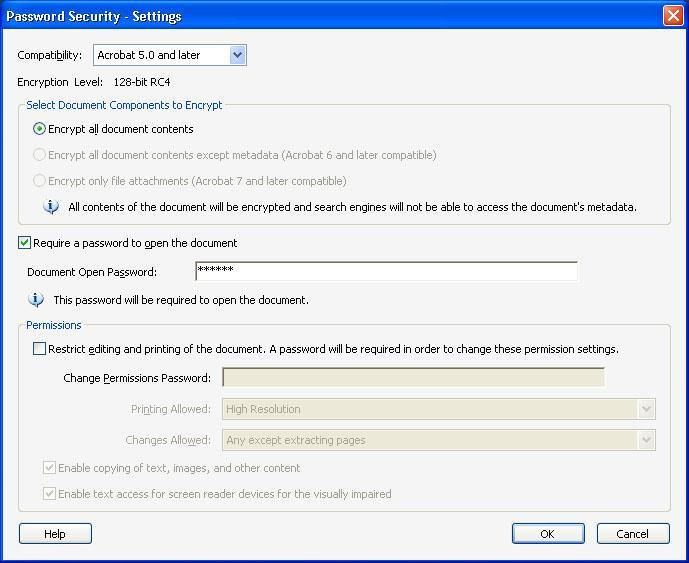 Password Security - Settings
Compatibility: Acrobat 5.0 and later
Encryption Level: 128-bit RC4
Select Document Components to Encrypt
Encrypt all document contents
Encrypt all document contents except metadata (Acrobat 6 and later compatible)
Encrypt only file attachments (Acrobat 7 and later compatible)
All contents of the document will be encrypted and search engines will not be able to access the document's metadata.
Require a password to open the document
Document Open Password: ******
This password will be required to open the document.
Permissions
Restrict editing and printing of the document. A password will be required in order to change these permission settings.
Change Permissions Password:
Printing Allowed: High Resolution
Changes Allowed: Any except extracting pages
Enable copying of text, images, and other content
Enable text access for screen reader devices for the visually impaired
Help OK Cancel